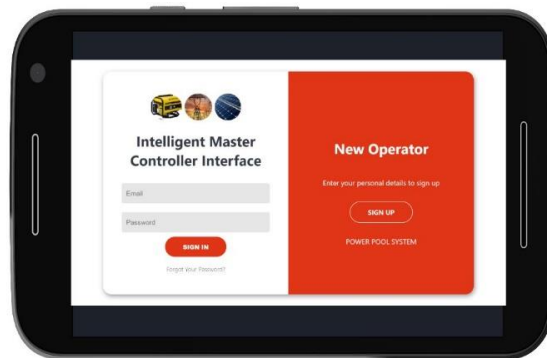 Intelligent Master
Controller Interface
Email
Password
SIGN IN
Forgot Your Password?
New Operator
Enter your personal details to sign up
SIGN UP
POWER POOL SYSTEM